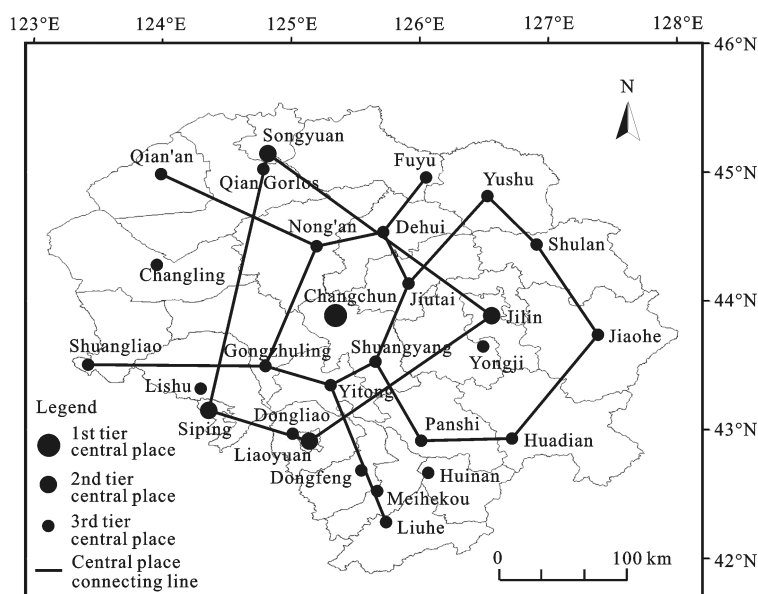 123°E 124°E 125°E 126°E 127°E 128°E
46°N
N
Songyuan
Qian'an
Fuyu
45°N
Qian Gorlos
Yushu
Nong'an
Dehui
Shulan
Changling
Changchun
Jiutai
44°N
Jilin
Shuangliao
Gongzhuling
Shuangyang
Jiaohe
Yongji
Lishu
Yitong
Legend
1st tier
central place
2nd tier
central place
3rd tier
central place
Central place
connecting line
Siping
Dongliao
Liaoyuan
Panshi
Huadian
43°N
Dongfeng
Huinan
Meihekou
Liuhe
0 100 km
42°N